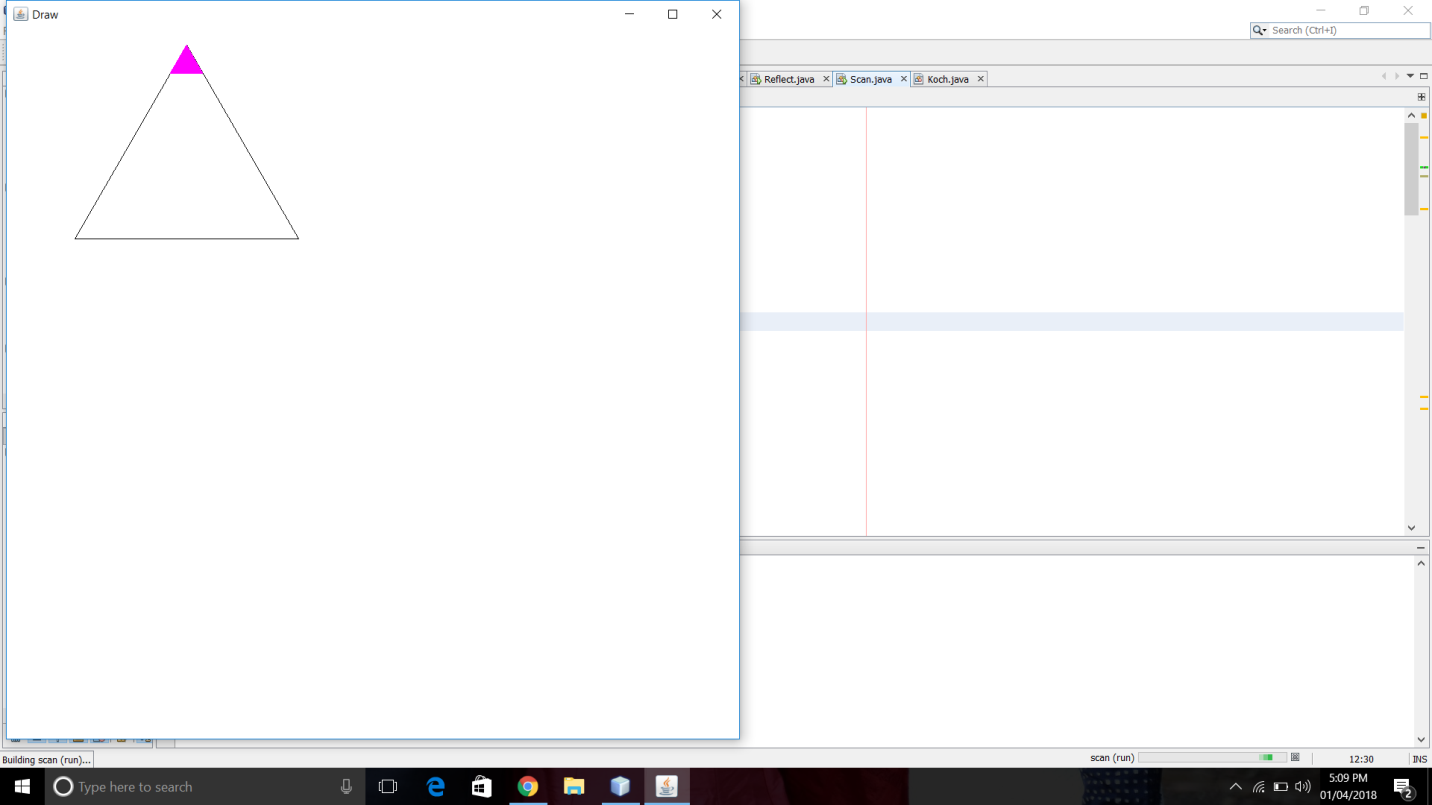 Draw
Search (Ctrl+I)
Reflect.java
Scan.java
Koch.java
Building scan (run)...
scan (run)
12:30
INS
Type here to search
5:09 PM
01/04/2018
2